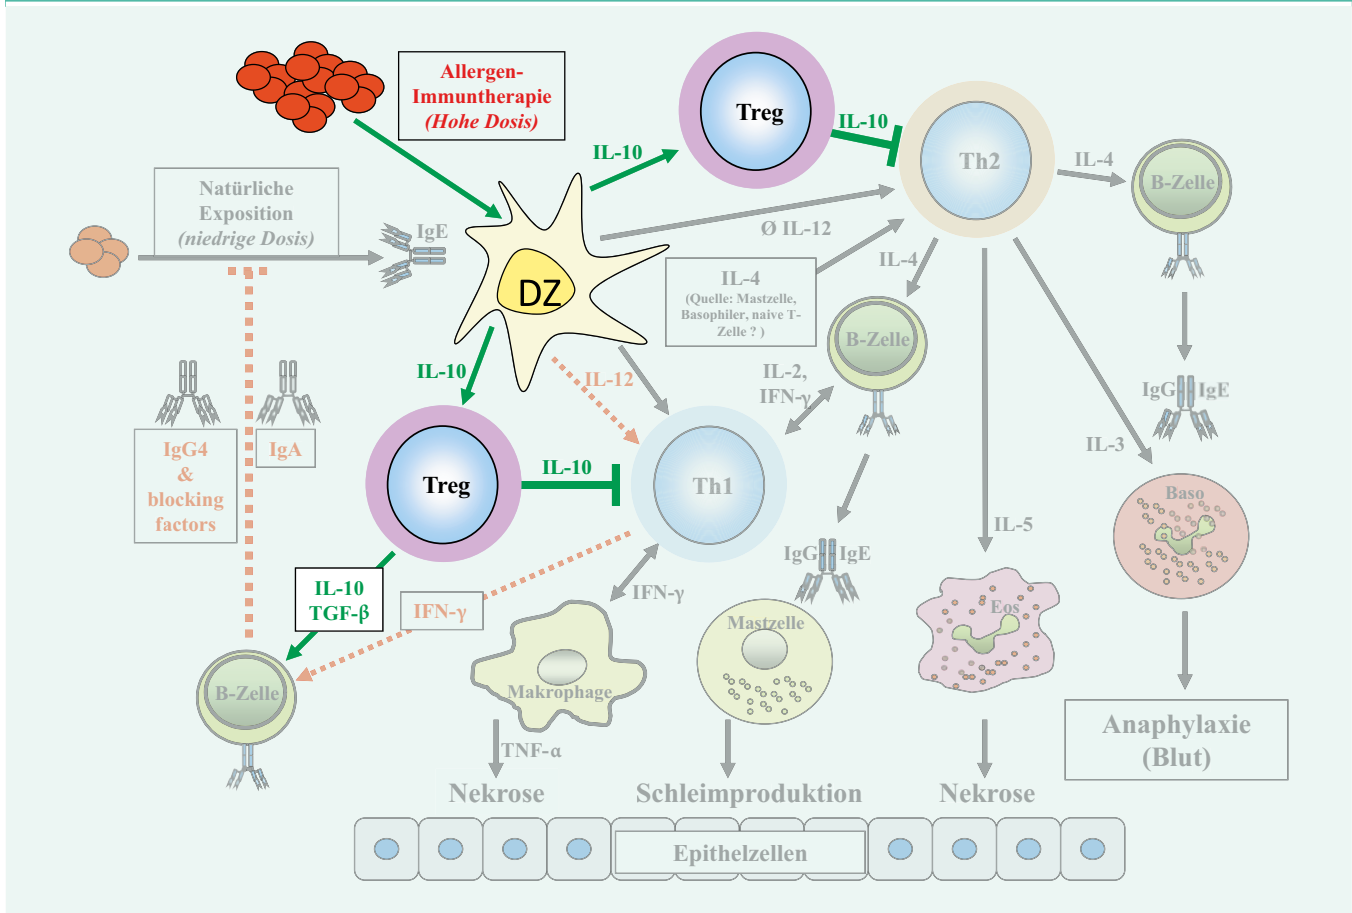 Allergen-
Immuntherapie
(Hohe Dosis)
Treg
IL-10
IL-10
Th2
IL-4
B-Zelle
Natürliche
Exposition
(niedrige Dosis)
IgE
Ø IL-12
IL-4
IL-4
(Quelle: Mastzelle,
Basophiler, naive T-
Zelle ? )
DZ
B-Zelle
IL-10
IL-12
IL-2,
IFN-γ
IgG
IgE
IgG4
&
blocking
factors
IgA
Treg
IL-10
Th1
IL-3
Baso
IL-5
IgG
IgE
IL-10
TGF-β
IFN-γ
IFN-γ
Eos
Mastzelle
B-Zelle
Makrophage
TNF-α
Anaphylaxie
(Blut)
Nekrose
Schleimproduktion
Nekrose
Epithelzellen